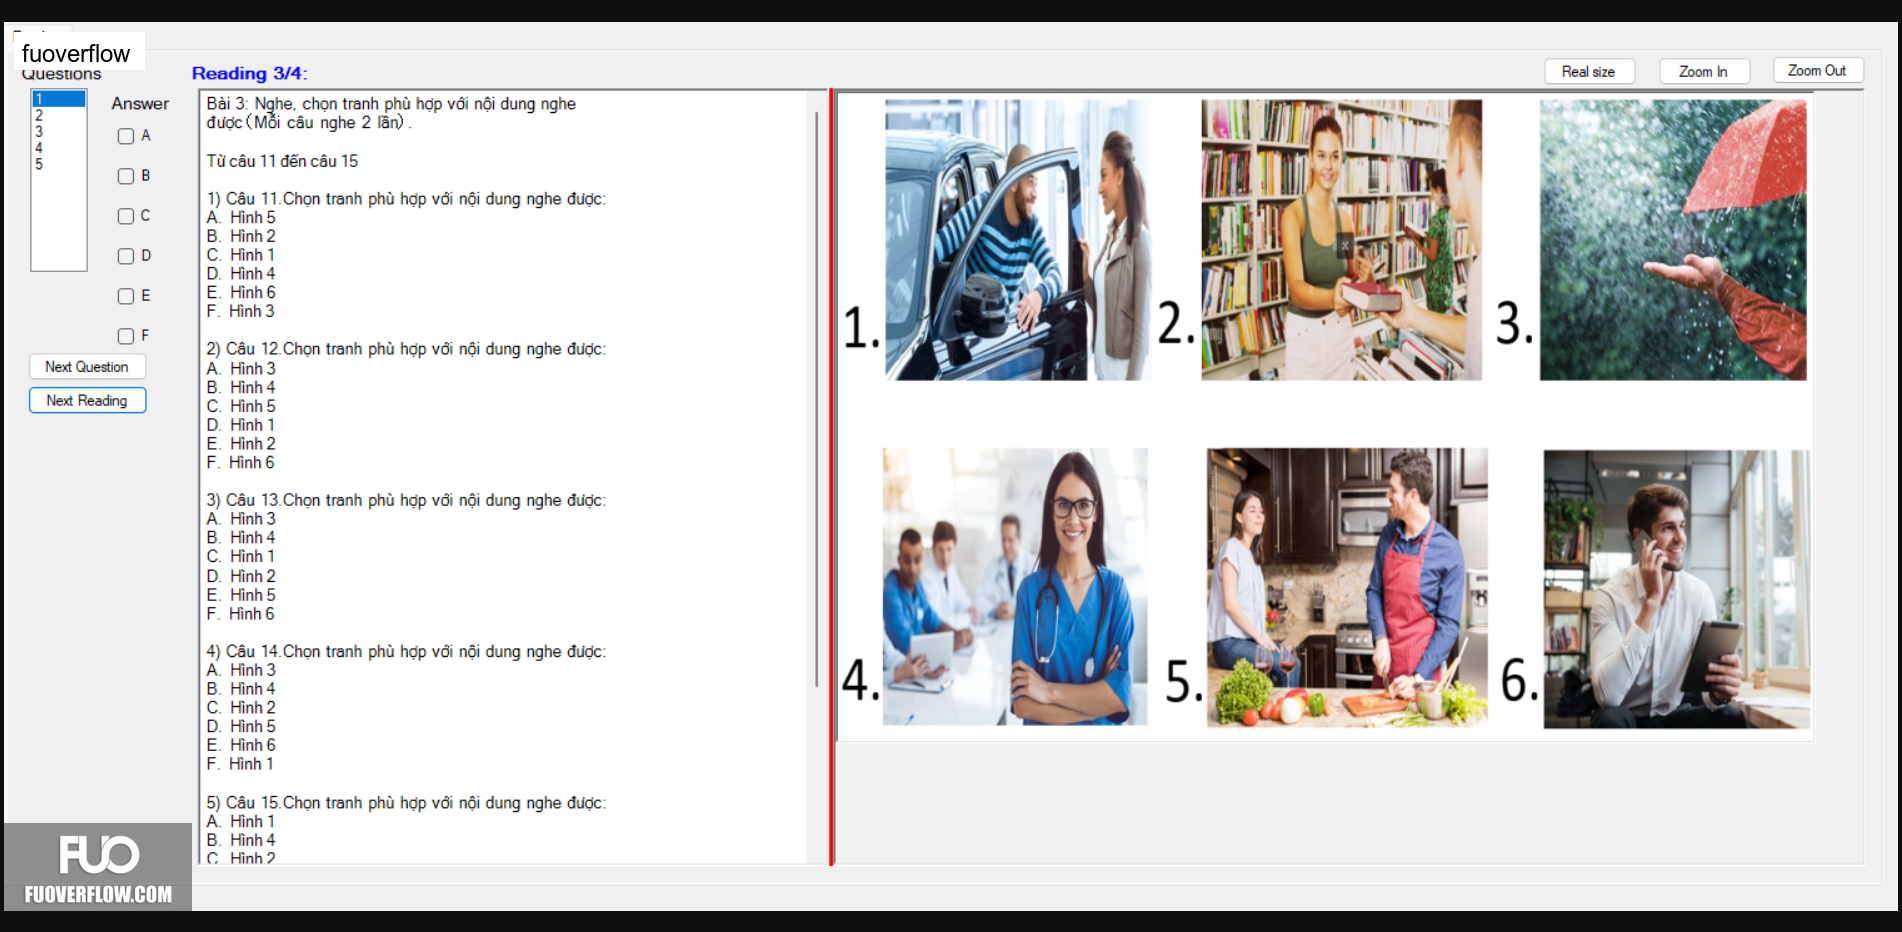 fuoverflow
Questions
Reading 3/4:
Real size
Zoom In
Zoom Out
1
2
3
4
5
Answer
A
B
C
D
E
F
Next Question
Next Reading
Bài 3: Nghe, chọn tranh phù hợp với nội dung nghe
được(Mỗi câu nghe 2 lần).
Từ câu 11 đến câu 15
1) Câu 11.Chọn tranh phù hợp với nội dung nghe được:
A. Hình 5
B. Hình 2
C. Hình 1
D. Hình 4
E. Hình 6
F. Hình 3
2) Câu 12.Chọn tranh phù hợp với nội dung nghe được:
A. Hình 3
B. Hình 4
C. Hình 5
D. Hình 1
E. Hình 2
F. Hình 6
3) Câu 13.Chọn tranh phù hợp với nội dung nghe được:
A. Hình 3
B. Hình 4
C. Hình 1
D. Hình 2
E. Hình 5
F. Hình 6
4) Câu 14.Chọn tranh phù hợp với nội dung nghe được:
A. Hình 3
B. Hình 4
C. Hình 2
D. Hình 5
E. Hình 6
F. Hình 1
5) Câu 15.Chọn tranh phù hợp với nội dung nghe được:
A. Hình 1
B. Hình 4
C. Hình 2
1.
2.
3.
4.
5.
6.
FUO
FUOVERFLOW.COM